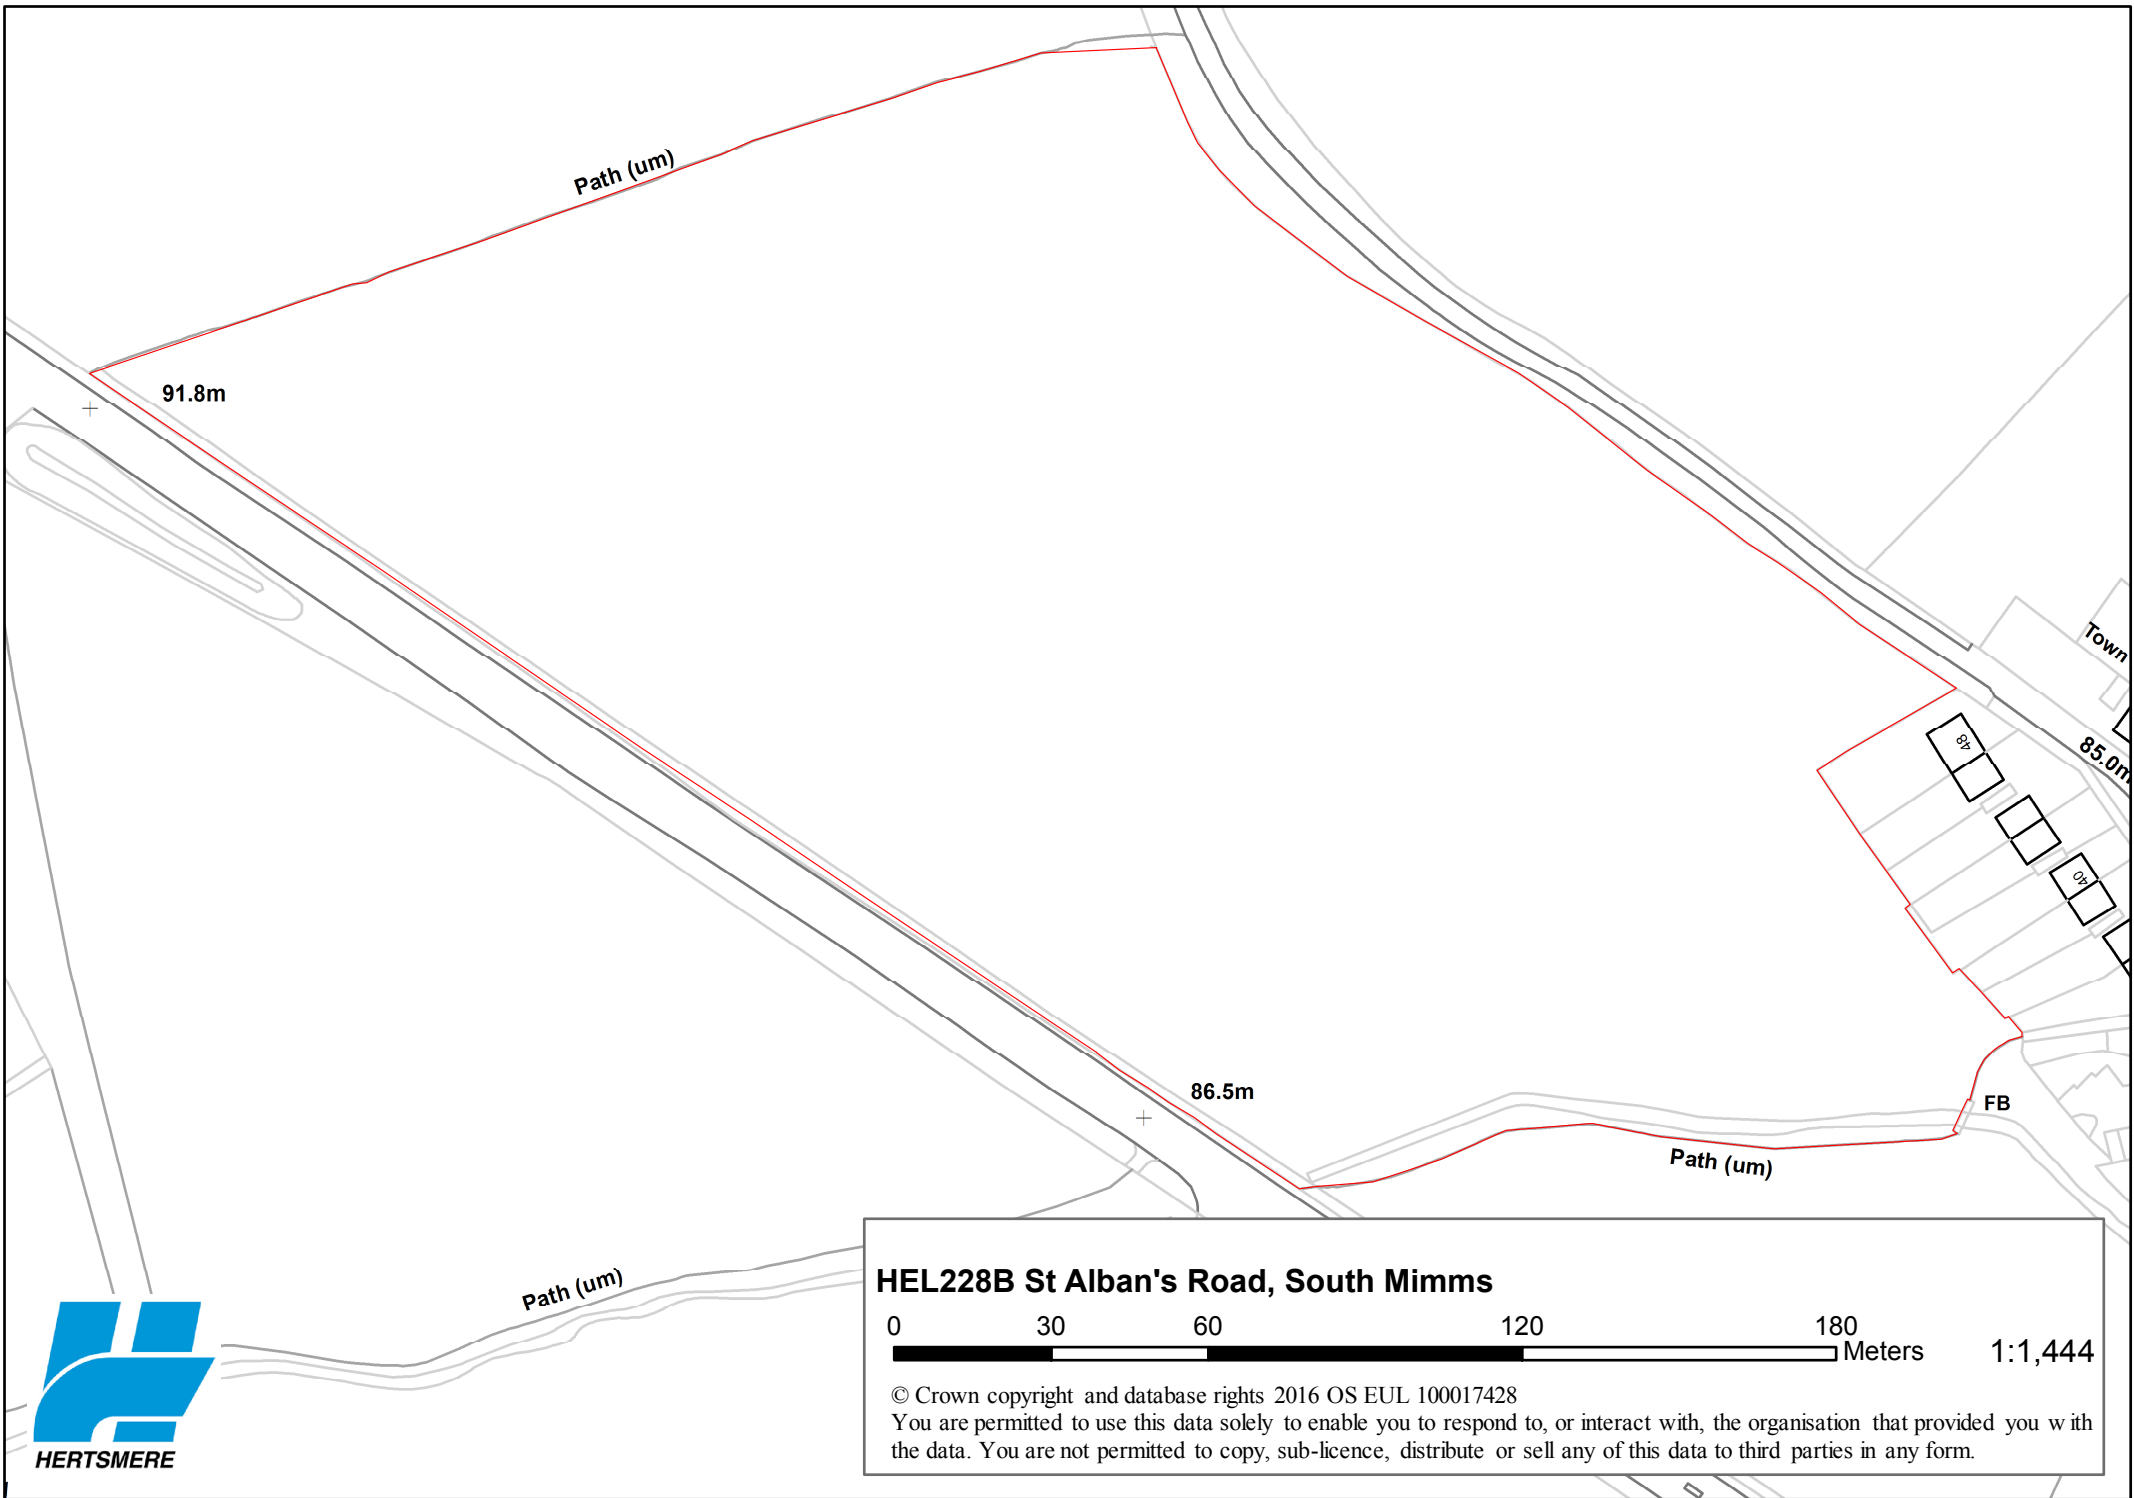 Path (um)
91.8m
Town
48
85.0m
40
86.5m
FB
Path (um)
Path (um)
HEL228B St Alban's Road, South Mimms
0 30 60 120 180
Meters 1:1,444
© Crown copyright and database rights 2016 OS EUL 100017428
You are permitted to use this data solely to enable you to respond to, or interact with, the organisation that provided you with
the data. You are not permitted to copy, sub-licence, distribute or sell any of this data to third parties in any form.
HERTSMERE